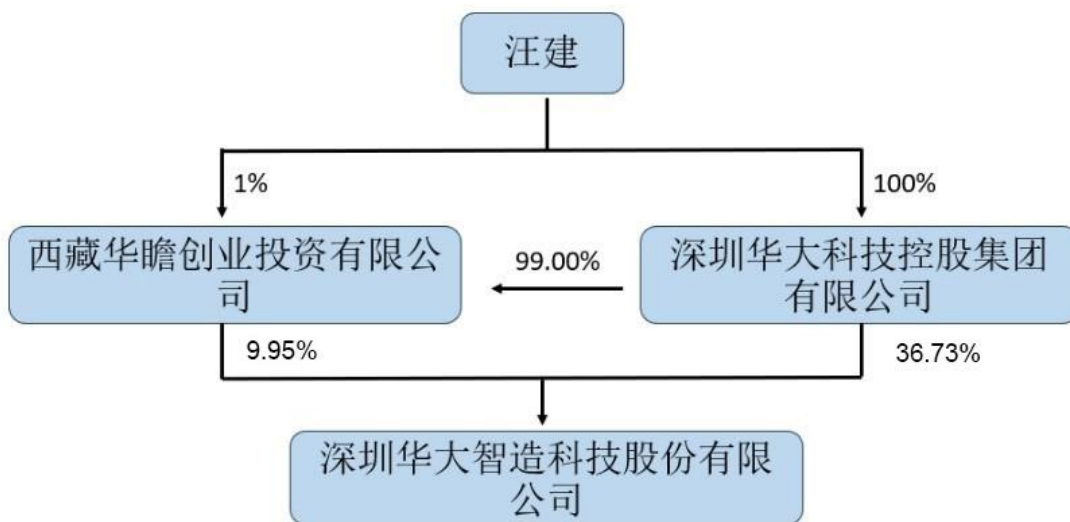 汪建
1%
100%
西藏华瞻创业投资有限公
司
99.00%
深圳华大科技控股集团
有限公司
9.95%
36.73%
深圳华大智造科技股份有限
公司